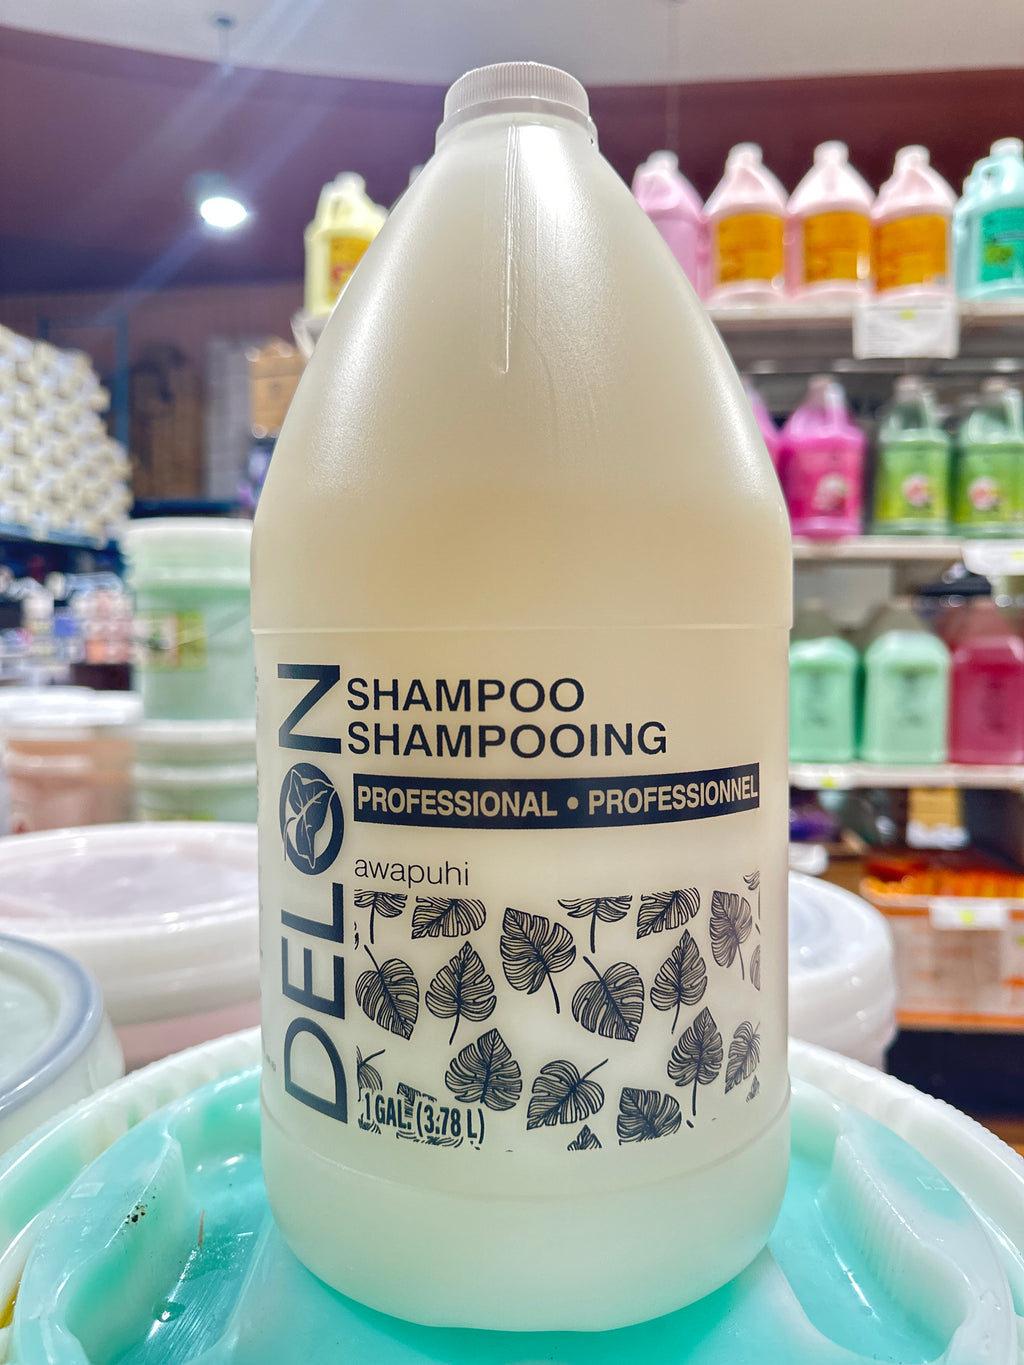 DELON
SHAMPOO
SHAMPOOING
PROFESSIONAL • PROFESSIONNEL
awapuhi
1 GAL. (3.78 L)